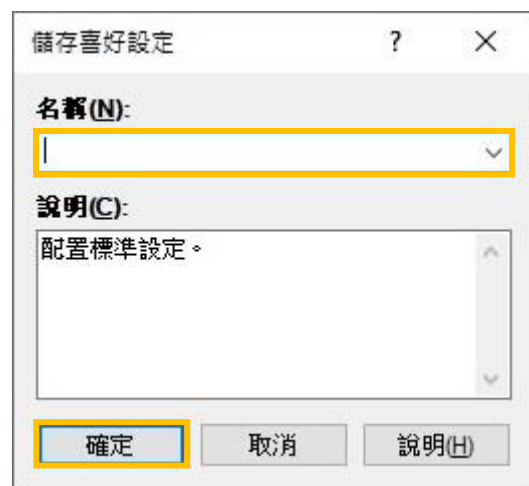 儲存喜好設定 ? ×
名稱(N):
說明(C):
配置標準設定。
確定 取消 說明(H)